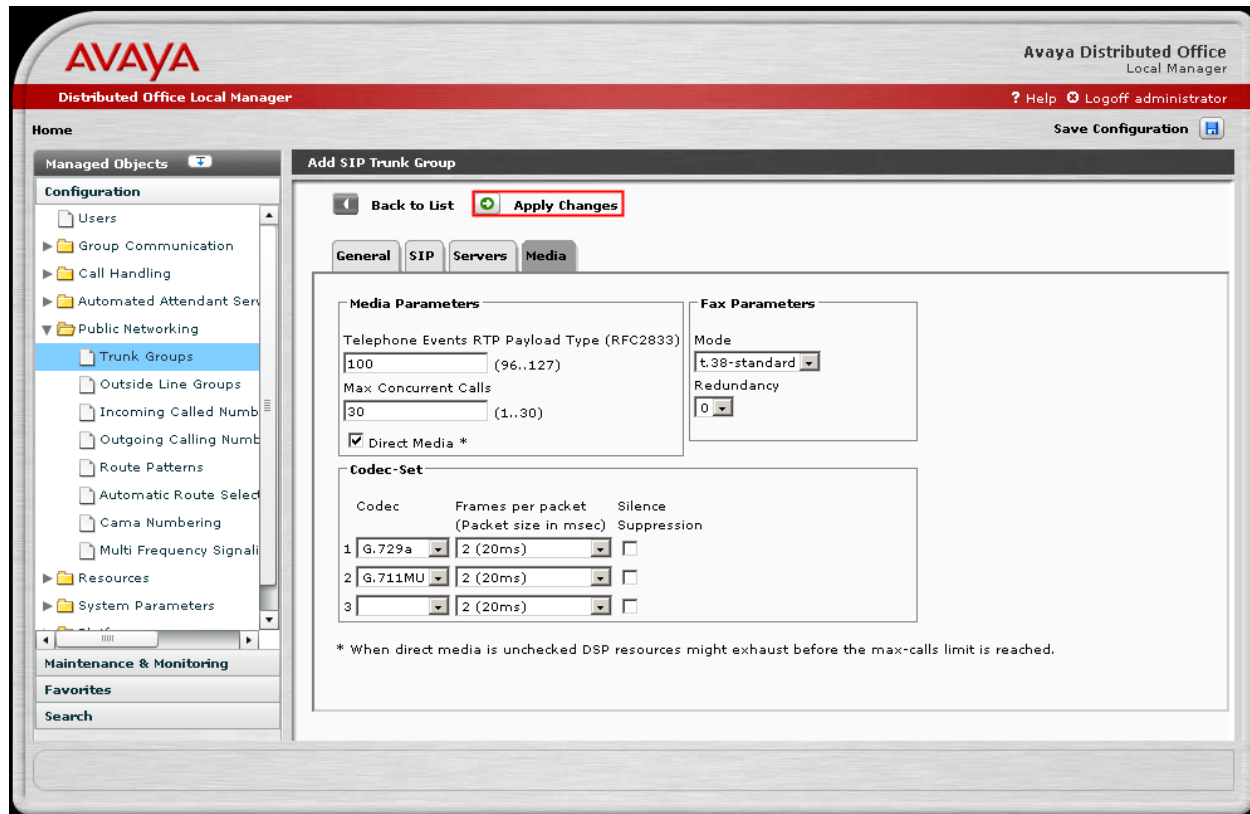 AVAYA
Avaya Distributed Office
Local Manager
Distributed Office Local Manager
? Help Logoff administrator
Home
Save Configuration
Managed Objects
Configuration
Users
Group Communication
Call Handling
Automated Attendant Serv
Public Networking
Trunk Groups
Outside Line Groups
Incoming Called Numb
Outgoing Calling Numb
Route Patterns
Automatic Route Select
Cama Numbering
Multi Frequency Signali
Resources
System Parameters
Maintenance & Monitoring
Favorites
Search
Add SIP Trunk Group
Back to List Apply Changes
General SIP Servers Media
Media Parameters
Telephone Events RTP Payload Type (RFC2833)
100 (96..127)
Max Concurrent Calls
30 (1..30)
Direct Media *
Fax Parameters
Mode
t.38-standard
Redundancy
0
Codec-Set
Codec Frames per packet Silence
(Packet size in msec) Suppression
1 G.729a 2 (20ms)
2 G.711MU 2 (20ms)
3 2 (20ms)
* When direct media is unchecked DSP resources might exhaust before the max-calls limit is reached.